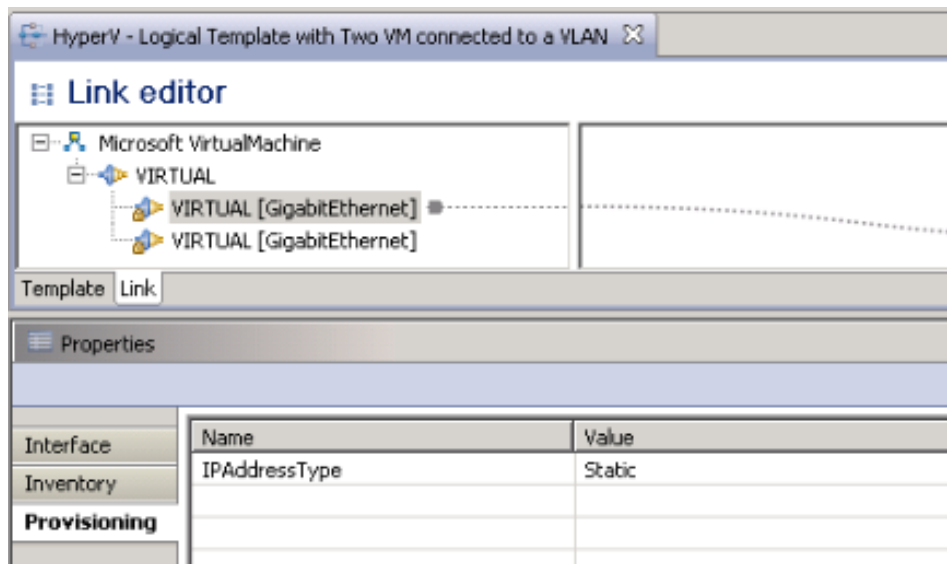 HyperV - Logical Template with Two VM connected to a VLAN
Link editor
Microsoft VirtualMachine
VIRTUAL
VIRTUAL [GigabitEthernet]
VIRTUAL [GigabitEthernet]
Template Link
Properties
Interface
Inventory
Provisioning
Name Value
IPAddressType Static